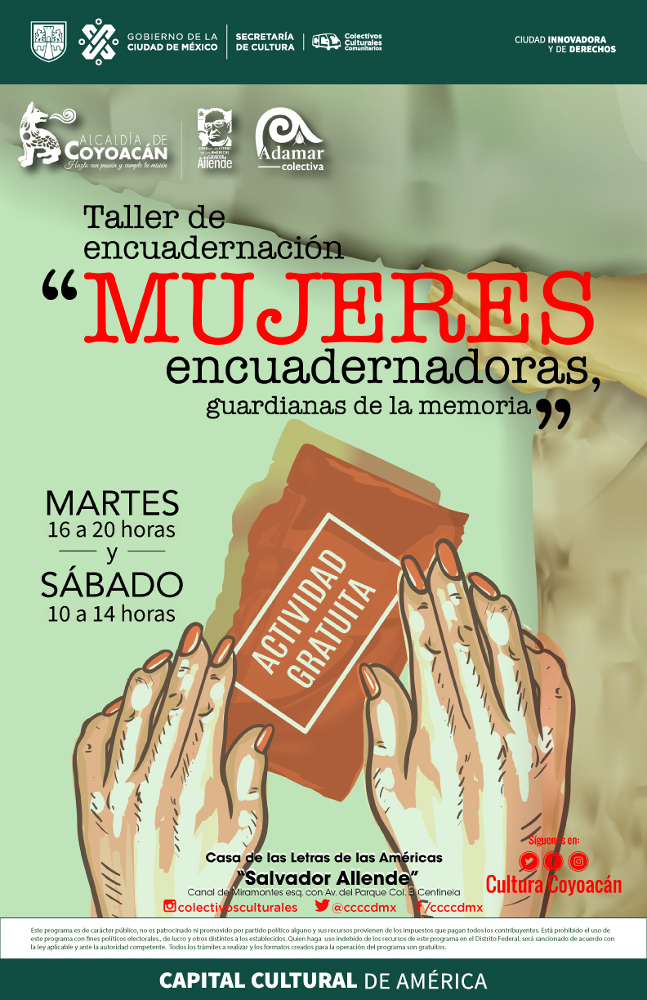 GOBIERNO DE LA
CIUDAD DE MÉXICO
SECRETARÍA
DE CULTURA
Colectivos
Culturales
Comunitarios
CIUDAD INNOVADORA
Y DE DERECHOS
ALCALDÍA DE
COYOACÁN
Hazlo con pasión y cumple tu misión
CASA DE LAS LETRAS
DE LAS AMÉRICAS
SALVADOR
Allende
Adamar
colectiva
Taller de
encuadernación
“MUJERES
encuadernadoras,
guardianas de la memoria”
MARTES
16 a 20 horas
y
SÁBADO
10 a 14 horas
ACTIVIDAD
GRATUITA
Casa de las Letras de las Américas
“Salvador Allende”
Canal de Miramontes esq. con Av. del Parque Col. El Centinela
colectivosculturales @ccccdmx /ccccdmx
Síguenos en:
Cultura Coyoacán
Este programa es de carácter público, no es patrocinado ni promovido por partido político alguno y sus recursos provienen de los impuestos que pagan todos los contribuyentes. Está prohibido el uso de
este programa con fines políticos electorales., de lucro y otros distintos a los establecidos. Quien haga uso indebido de los recursos de este programa en el Distrito Federal, será sancionado de acuerdo con
la ley aplicable y ante la autoridad competente. Todos los trámites a realizar y los formatos creados para la operación del programa son gratuitos.
CAPITAL CULTURAL DE AMÉRICA